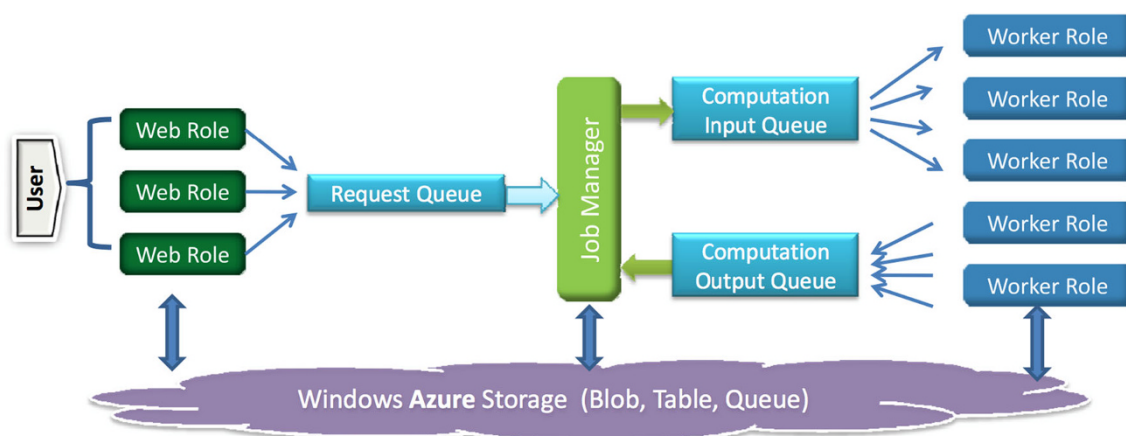 User
Web Role
Web Role
Web Role
Request Queue
Job Manager
Computation
Input Queue
Computation
Output Queue
Worker Role
Worker Role
Worker Role
Worker Role
Worker Role
Windows Azure Storage (Blob, Table, Queue)